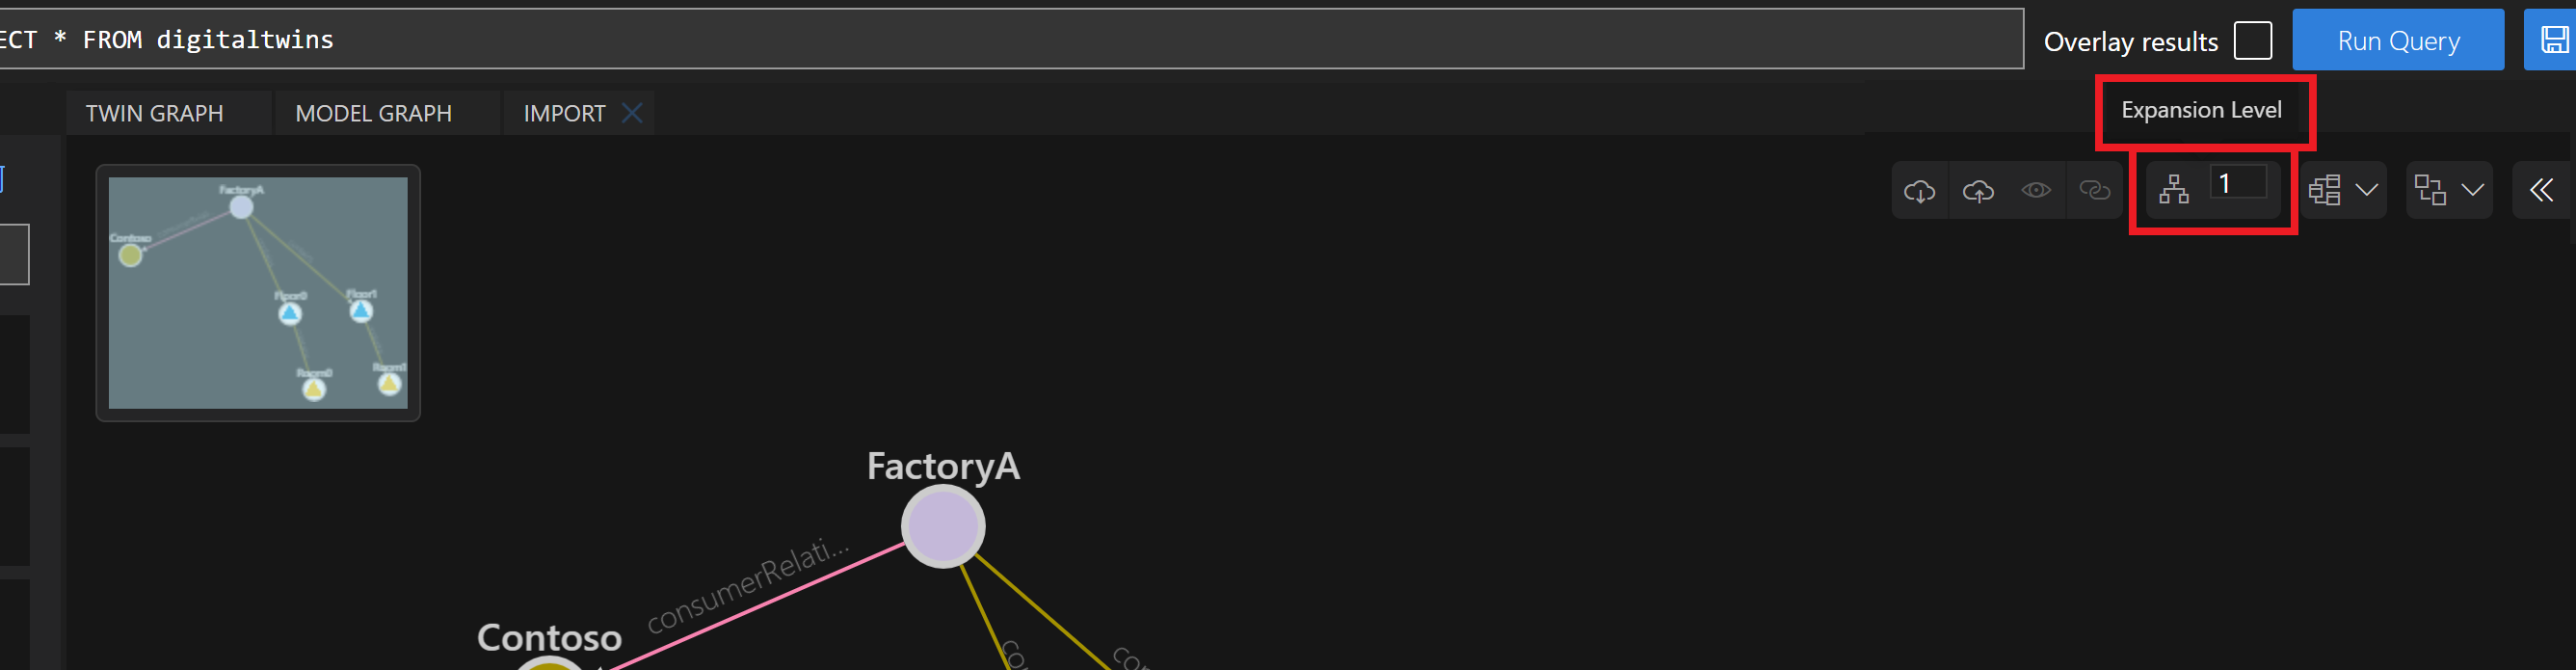 ECT * FROM digitaltwins
Overlay results
Run Query
TWIN GRAPH
MODEL GRAPH
IMPORT
Expansion Level
1
FactoryA
Contoso
Floor0
Floor1
Room0
Room1
FactoryA
consumerRelati...
Contoso